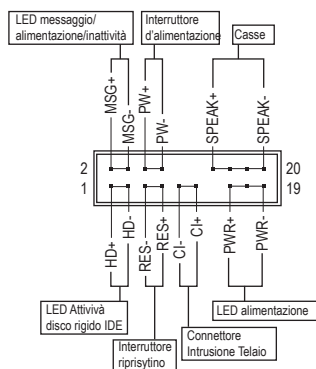 LED messaggio/
alimentazione/inattività
Interruttore
d'alimentazione
Casse
MSG+
MSG-
PW+
PW-
SPEAK+
SPEAK-
2
20
1
19
HD+
HD-
RES-
RES+
CI-
CI+
PWR+
PWR-
LED Attivivà
disco rigido IDE
LED alimentazione
Interruttore
riprisytino
Connettore
Intrusione Telaio